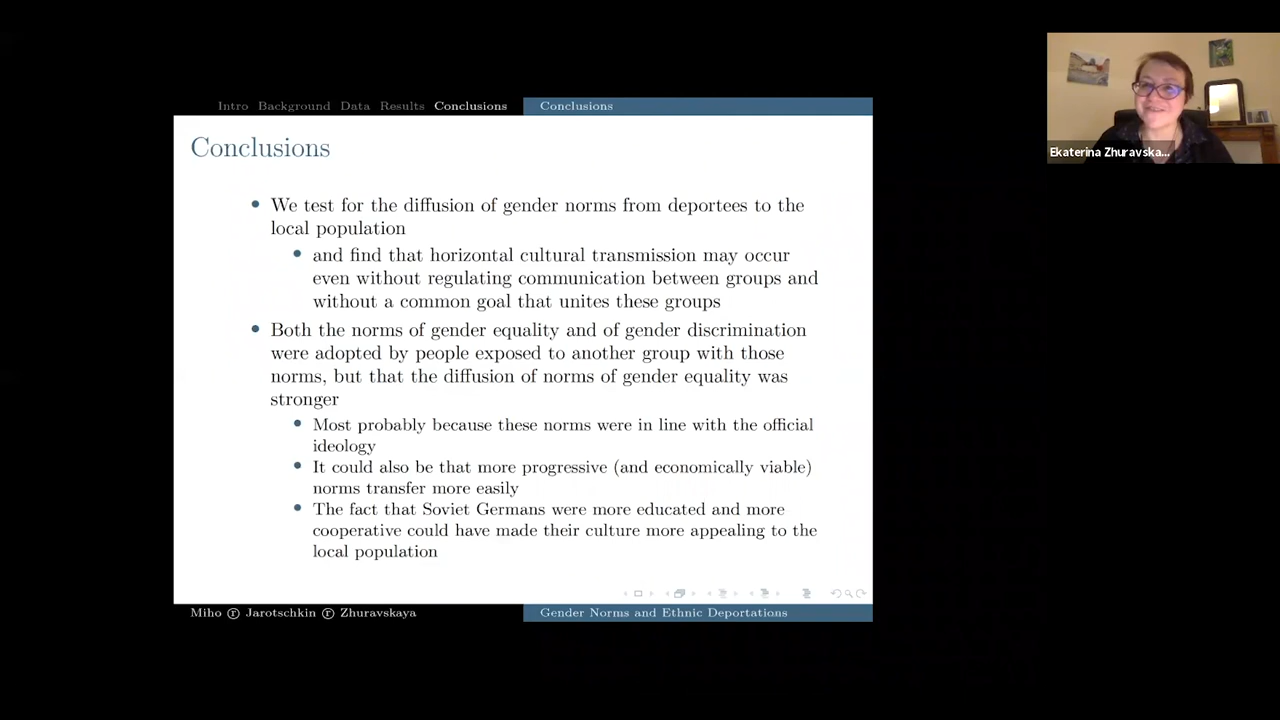 Intro Background Data Results Conclusions Conclusions
Conclusions
• We test for the diffusion of gender norms from deportees to the
local population
• and find that horizontal cultural transmission may occur
even without regulating communication between groups and
without a common goal that unites these groups
• Both the norms of gender equality and of gender discrimination
were adopted by people exposed to another group with those
norms, but that the diffusion of norms of gender equality was
stronger
• Most probably because these norms were in line with the official
ideology
• It could also be that more progressive (and economically viable)
norms transfer more easily
• The fact that Soviet Germans were more educated and more
cooperative could have made their culture more appealing to the
local population
Miho ⓡ Jarotschkin ⓡ Zhuravskaya Gender Norms and Ethnic Deportations
Ekaterina Zhuravska...